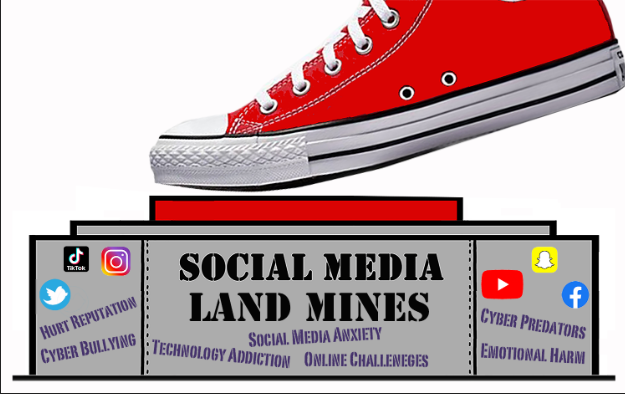 TikTok
SOCIAL MEDIA
LAND MINES
HURT REPUTATION
CYBER BULLYING
SOCIAL MEDIA ANXIETY
TECHNOLOGY ADDICTION
ONLINE CHALLENEGES
CYBER PREDATORS
EMOTIONAL HARM